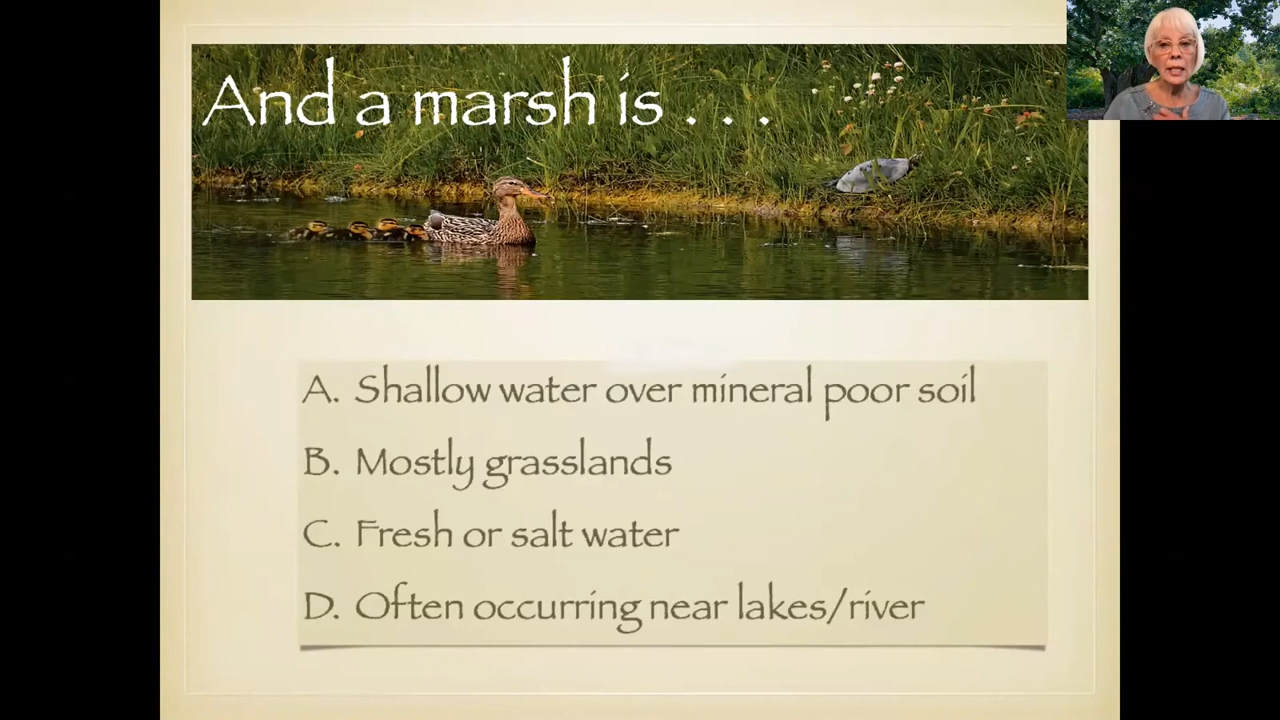 And a marsh is . . .
A. Shallow water over mineral poor soil
B. Mostly grasslands
C. Fresh or salt water
D. Often occurring near lakes/river